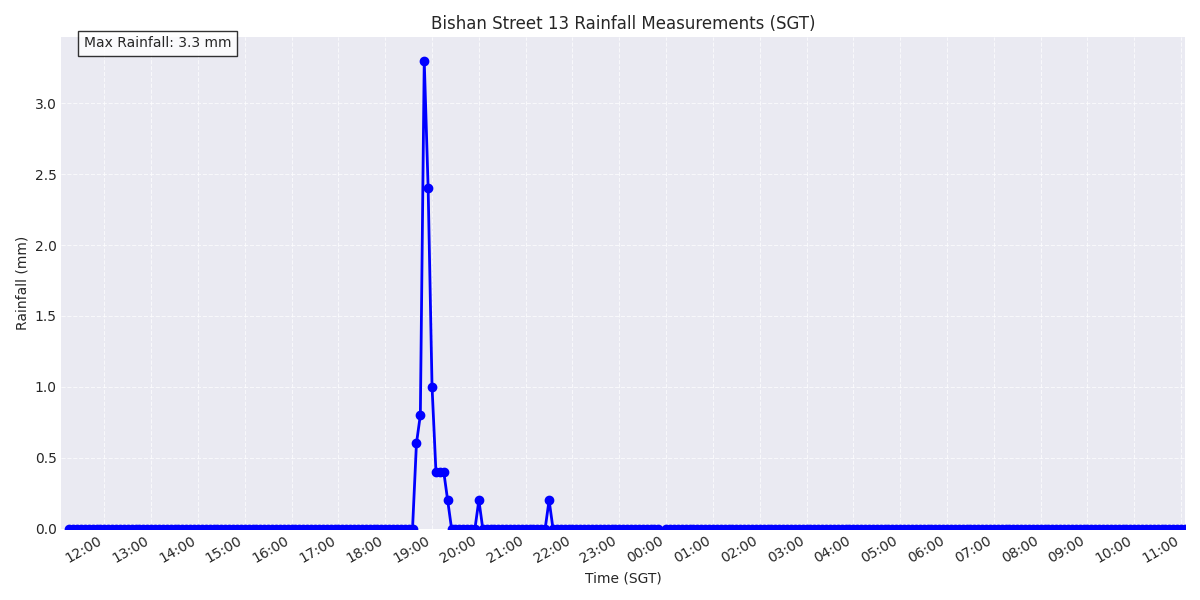 Bishan Street 13 Rainfall Measurements (SGT)
Max Rainfall: 3.3 mm
Rainfall (mm)
3.0
2.5
2.0
1.5
1.0
0.5
0.0
12:00 13:00 14:00 15:00 16:00 17:00 18:00 19:00 20:00 21:00 22:00 23:00 00:00 01:00 02:00 03:00 04:00 05:00 06:00 07:00 08:00 09:00 10:00 11:00
Time (SGT)